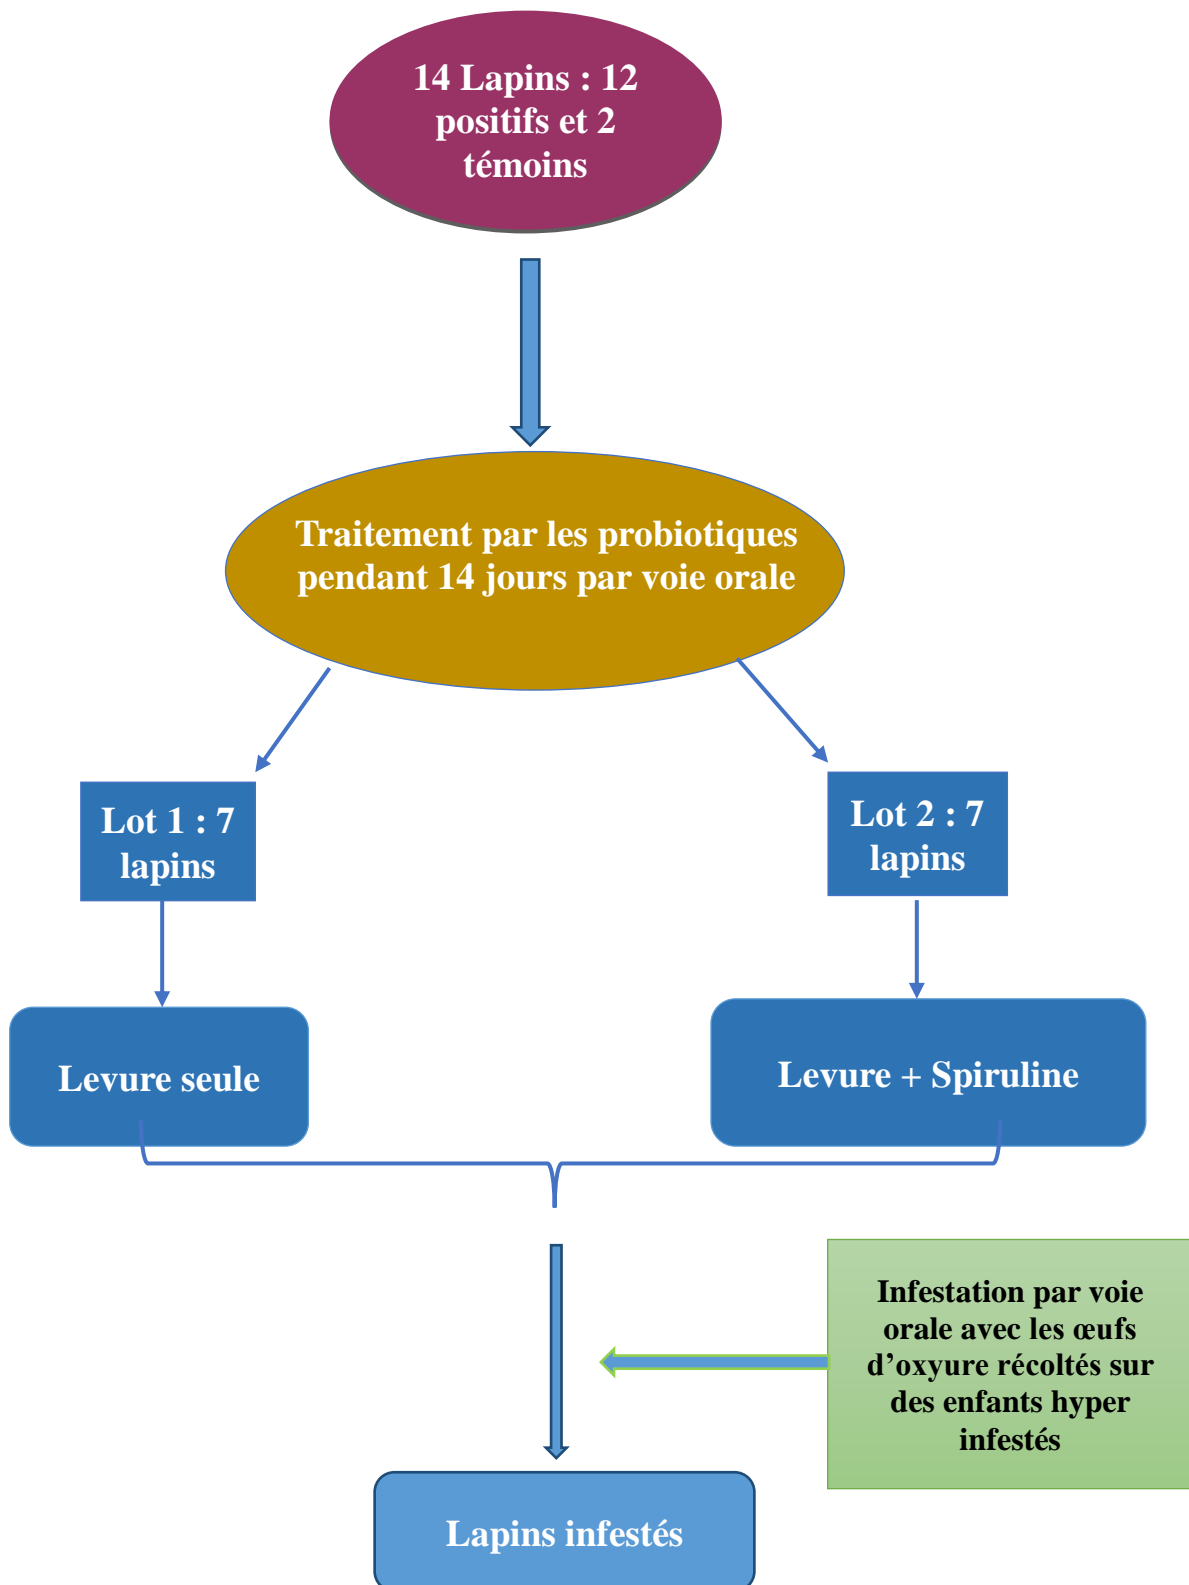 14 Lapins : 12
positifs et 2
témoins
Traitement par les probiotiques
pendant 14 jours par voie orale
Lot 1 : 7
lapins
Lot 2 : 7
lapins
Levure seule
Levure + Spiruline
Infestation par voie
orale avec les œufs
d’oxyure récoltés sur
des enfants hyper
infestés
Lapins infestés